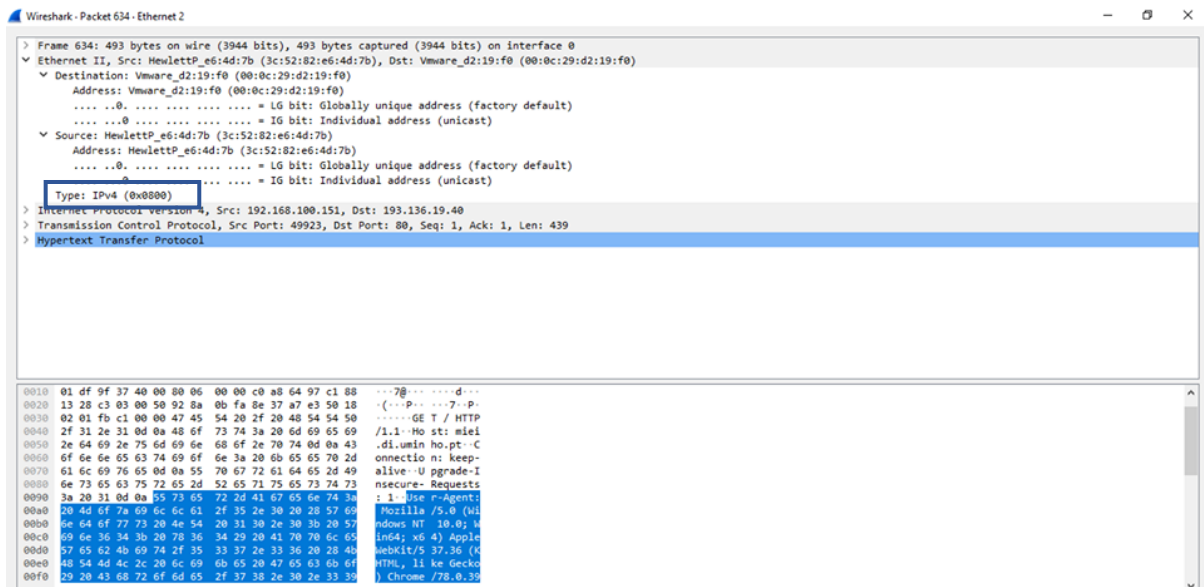 Wireshark · Packet 634 · Ethernet 2
> Frame 634: 493 bytes on wire (3944 bits), 493 bytes captured (3944 bits) on interface 0
Ethernet II, Src: HewlettP_e6:4d:7b (3c:52:82:e6:4d:7b), Dst: Vmware_d2:19:f0 (00:0c:29:d2:19:f0)
Destination: Vmware_d2:19:f0 (00:0c:29:d2:19:f0)
Address: Vmware_d2:19:f0 (00:0c:29:d2:19:f0)
.... ..0. .... .... .... .... = LG bit: Globally unique address (factory default)
.... ...0 .... .... .... .... = IG bit: Individual address (unicast)
Source: HewlettP_e6:4d:7b (3c:52:82:e6:4d:7b)
Address: HewlettP_e6:4d:7b (3c:52:82:e6:4d:7b)
.... ..0. .... .... .... .... = LG bit: Globally unique address (factory default)
.... ...0 .... .... .... .... = IG bit: Individual address (unicast)
Type: IPv4 (0x0800)
> Internet Protocol Version 4, Src: 192.168.100.151, Dst: 193.136.19.40
> Transmission Control Protocol, Src Port: 49923, Dst Port: 80, Seq: 1, Ack: 1, Len: 439
> Hypertext Transfer Protocol
0010 01 df 9f 37 40 00 80 06 00 00 c0 a8 64 97 c1 88 ···7@··· ····d···
0020 13 28 c3 03 00 50 92 8a 0b fa 8e 37 a7 e3 50 18 ·(···P·· ···7··P·
0030 02 01 fb c1 00 00 47 45 54 20 2f 20 48 54 54 50 ······GE T / HTTP
0040 2f 31 2e 31 0d 0a 48 6f 73 74 3a 20 6d 69 65 69 /1.1··Ho st: miei
0050 2e 64 69 2e 75 6d 69 6e 68 6f 2e 70 74 0d 0a 43 .di.umin ho.pt··C
0060 6f 6e 6e 65 63 74 69 6f 6e 3a 20 6b 65 65 70 2d onnectio n: keep-
0070 61 6c 69 76 65 0d 0a 55 70 67 72 61 64 65 2d 49 alive··U pgrade-I
0080 6e 73 65 63 75 72 65 2d 52 65 71 75 65 73 74 73 nsecure- Requests
0090 3a 20 31 0d 0a 55 73 65 72 2d 41 67 65 6e 74 3a : 1··Use r-Agent:
00a0 20 4d 6f 7a 69 6c 6c 61 2f 35 2e 30 20 28 57 69 Mozilla /5.0 (Wi
00b0 6e 64 6f 77 73 20 4e 54 20 31 30 2e 30 3b 20 57 ndows NT 10.0; W
00c0 69 6e 36 34 3b 20 78 36 34 29 20 41 70 70 6c 65 in64; x6 4) Apple
00d0 57 65 62 4b 69 74 2f 35 33 37 2e 33 36 20 28 4b WebKit/5 37.36 (K
00e0 48 54 4d 4c 2c 20 6c 69 6b 65 20 47 65 63 6b 6f HTML, li ke Gecko
00f0 29 20 43 68 72 6f 6d 65 2f 37 38 2e 30 2e 33 39 ) Chrome /78.0.39